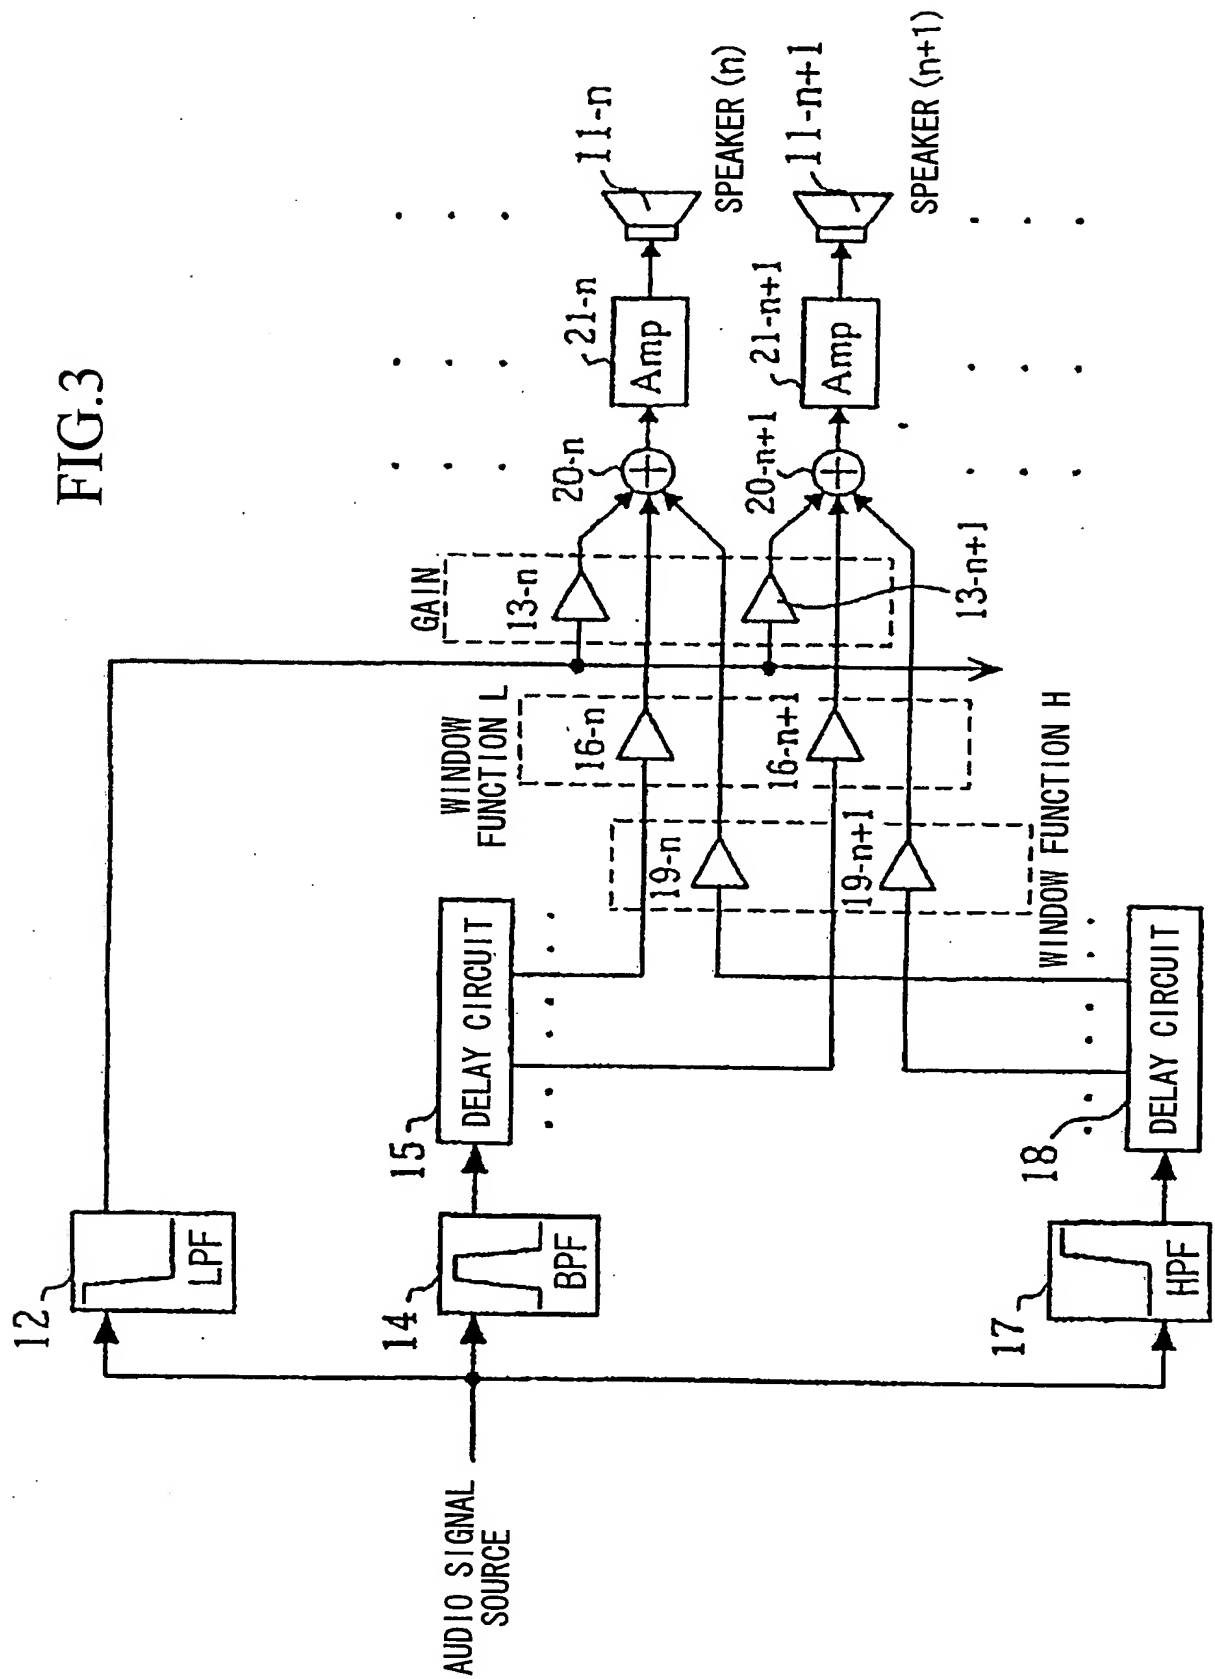 FIG.3
AUDIO SIGNAL
SOURCE
12
LPF
14
BPF
17
HPF
15
DELAY CIRCUIT
18
DELAY CIRCUIT
WINDOW
FUNCTION L
16-n
16-n+1
19-n
19-n+1
WINDOW FUNCTION H
GAIN
13-n
13-n+1
20-n
20-n+1
21-n
Amp
21-n+1
Amp
11-n
SPEAKER (n)
11-n+1
SPEAKER (n+1)